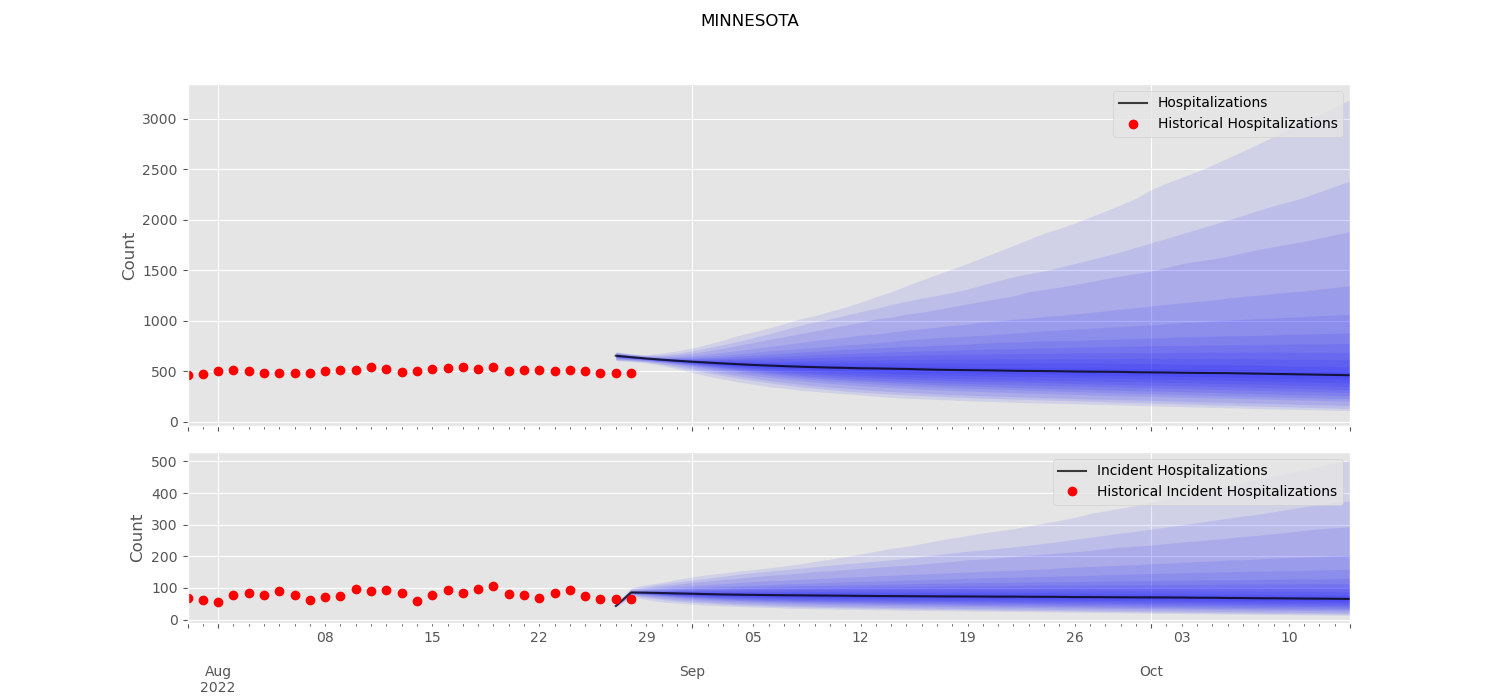 MINNESOTA
Hospitalizations
Historical Hospitalizations
3000
2500
2000
1500
1000
500
0
Count
Incident Hospitalizations
Historical Incident Hospitalizations
500
400
300
200
100
0
Count
08 15 22 29 05 12 19 26 03 10
Aug Sep Oct
2022